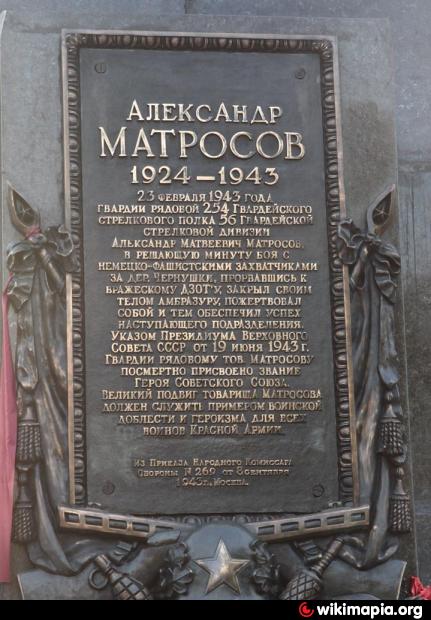 Александр
Матросов
1924 – 1943
23 февраля 1943 года
гвардии рядовой 254 Гвардейского
стрелкового полка 56 Гвардейской
стрелковой дивизии
Александр Матвеевич Матросов,
в решающую минуту боя с
немецко-фашистскими захватчиками
за дер. Чернушки, прорвавшись к
вражескому ДЗОТ'у, закрыл своим
телом амбразуру, пожертвовал
собой и тем обеспечил успех
наступающего подразделения.
Указом Президиума Верховного
Совета СССР от 19 июня 1943 г.
Гвардии рядовому тов. Матросову
посмертно присвоено звание
Героя Советского Союза.
Великий подвиг товарища Матросова
должен служить примером воинской
доблести и героизма для всех
воинов Красной Армии.
Из Приказа Народного Комиссара
Обороны N 269 от 8 сентября
1943 г. Москва.
wikimapia.org